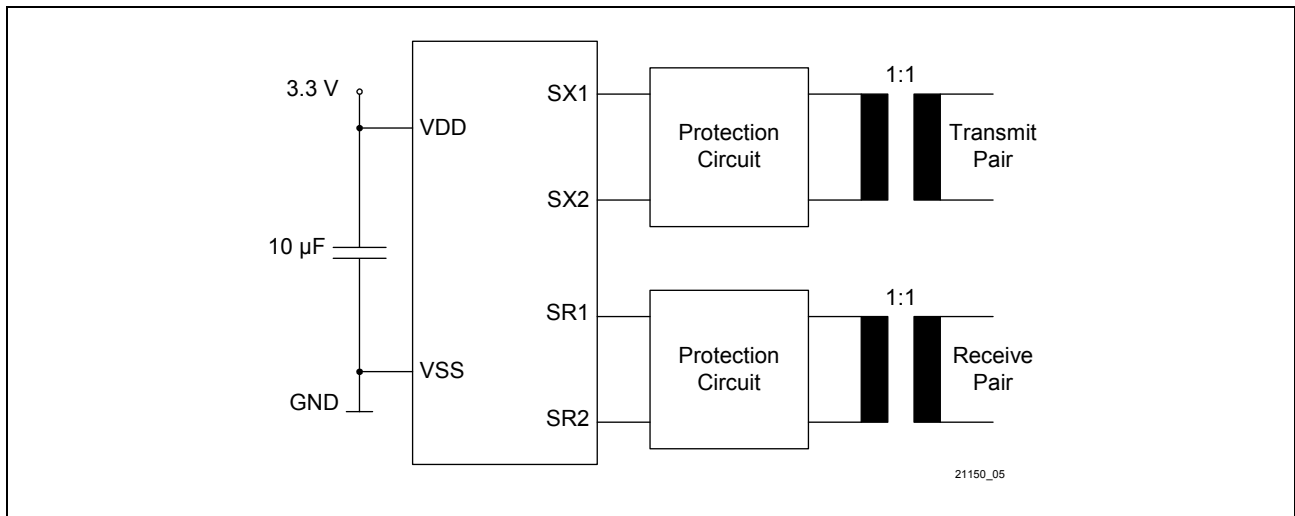 3.3 V
VDD
10 µF
VSS
GND
SX1
SX2
SR1
SR2
Protection
Circuit
1:1
Transmit
Pair
Protection
Circuit
1:1
Receive
Pair
21150_05